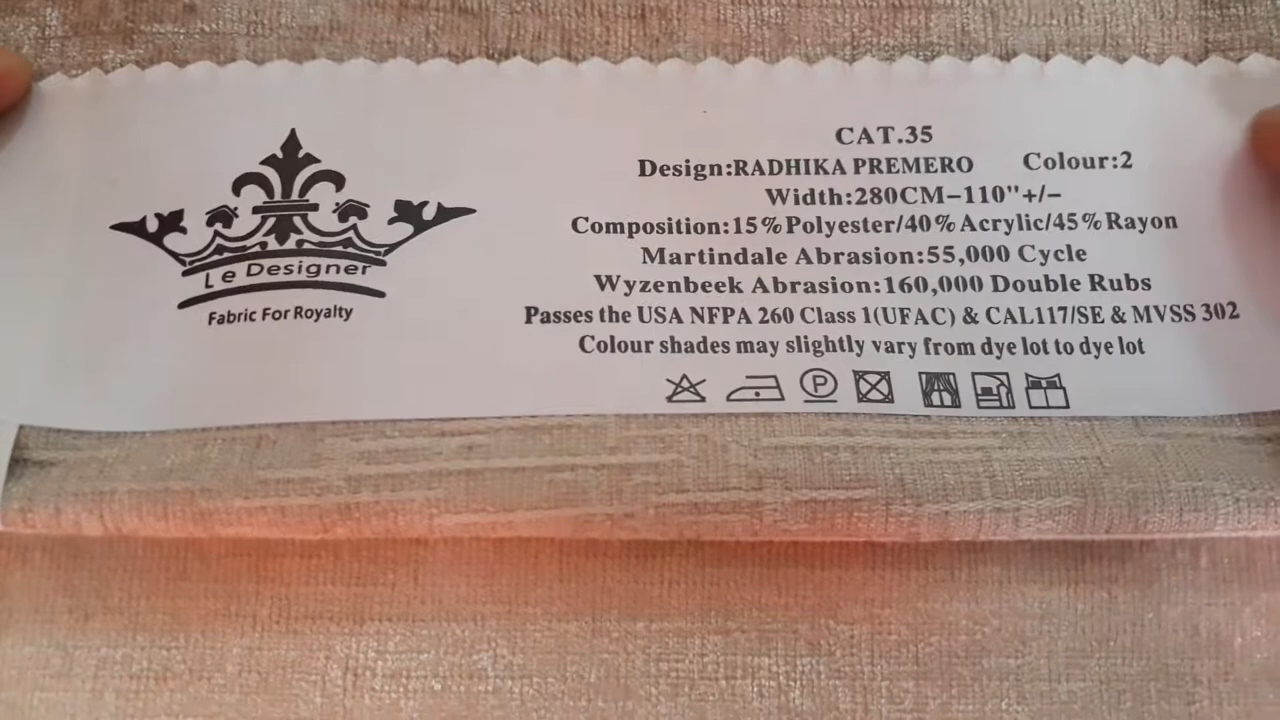 Le Designer
Fabric For Royalty
CAT.35
Design:RADHIKA PREMERO Colour:2
Width:280CM-110"+/-
Composition:15%Polyester/40%Acrylic/45%Rayon
Martindale Abrasion:55,000 Cycle
Wyzenbeek Abrasion:160,000 Double Rubs
Passes the USA NFPA 260 Class 1(UFAC) & CAL117/SE & MVSS 302
Colour shades may slightly vary from dye lot to dye lot
P